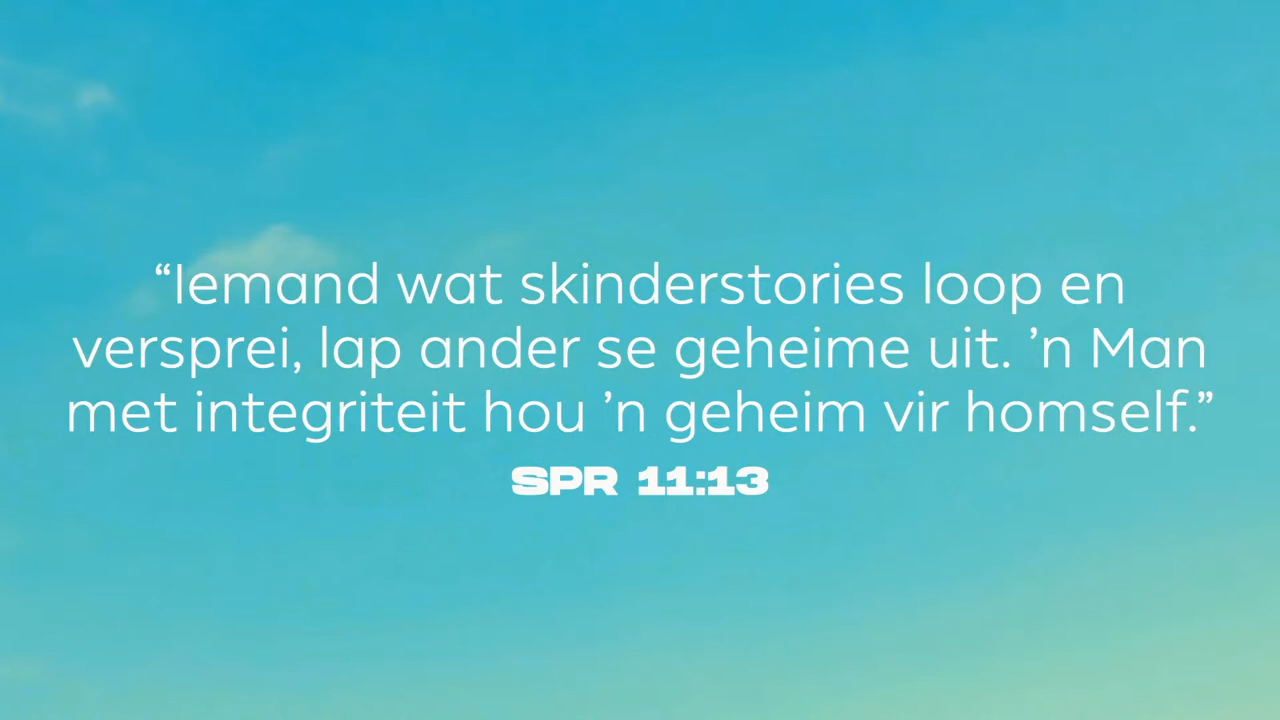 “Iemand wat skinderstories loop en
versprei, lap ander se geheime uit. ’n Man
met integriteit hou ’n geheim vir homself.”
SPR 11:13